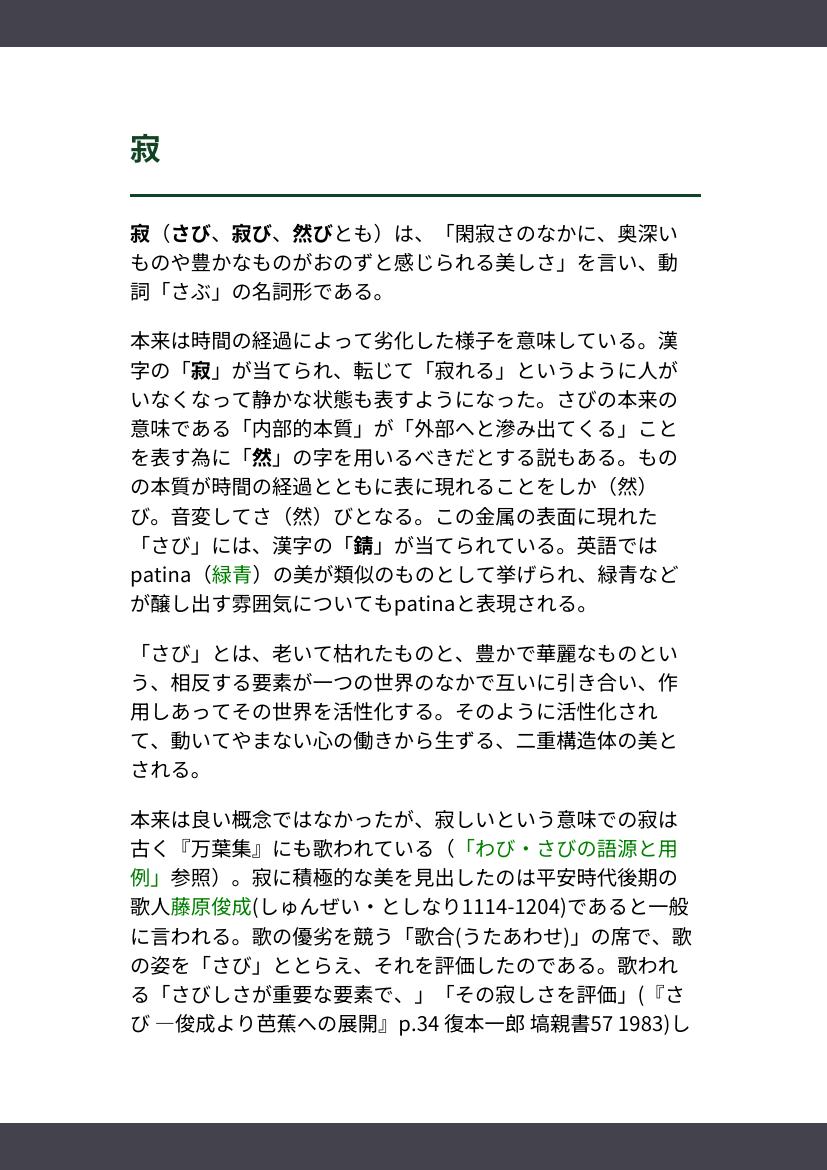 寂
寂（さび、寂び、然びとも）は、「閑寂さのなかに、奥深い
ものや豊かなものがおのずと感じられる美しさ」を言い、動
詞「さぶ」の名詞形である。
本来は時間の経過によって劣化した様子を意味している。漢
字の「寂」が当てられ、転じて「寂れる」というように人が
いなくなって静かな状態も表すようになった。さびの本来の
意味である「内部的本質」が「外部へと滲み出てくる」こと
を表す為に「然」の字を用いるべきだとする説もある。もの
の本質が時間の経過とともに表に現れることをしか（然）
び。音変してさ（然）びとなる。この金属の表面に現れた
「さび」には、漢字の「錆」が当てられている。英語では
patina（緑青）の美が類似のものとして挙げられ、緑青など
が醸し出す雰囲気についてもpatinaと表現される。
「さび」とは、老いて枯れたものと、豊かで華麗なものとい
う、相反する要素が一つの世界のなかで互いに引き合い、作
用しあってその世界を活性化する。そのように活性化され
て、動いてやまない心の働きから生ずる、二重構造体の美と
される。
本来は良い概念ではなかったが、寂しいという意味での寂は
古く『万葉集』にも歌われている（「わび・さびの語源と用
例」参照）。寂に積極的な美を見出したのは平安時代後期の
歌人藤原俊成(しゅんぜい・としなり1114-1204)であると一般
に言われる。歌の優劣を競う「歌合(うたあわせ)」の席で、歌
の姿を「さび」ととらえ、それを評価したのである。歌われ
る「さびしさが重要な要素で、」「その寂しさを評価」(『さ
び ―俊成より芭蕉への展開』p.34 復本一郎 塙親書57 1983)し